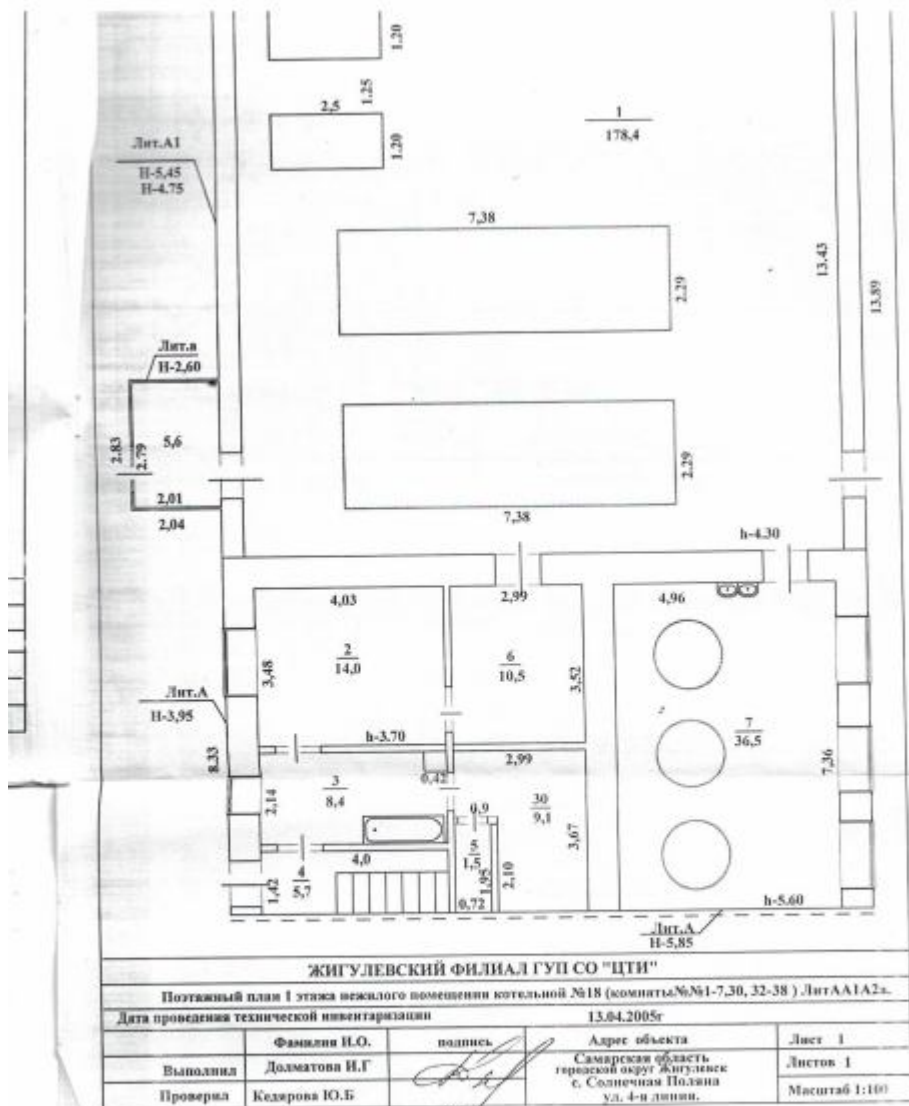 1.20
1.25
2,5
1.20
1
178,4
Лит.А1
Н-5,45
Н-4.75
7,38
2.29
13.43
13.89
Лит.в
Н-2,60
5,6
2.83
2.79
2,01
2,04
2.29
7,38
h-4.30
4,03
2,99
4,96
2
14,0
3,48
6
10,5
3,52
Лит.А
Н-3,95
8.33
7
36,5
7,36
h-3.70
2,99
0,42
3
8,4
2,14
30
9,1
0,9
3,67
5
1,5
1,95
2,10
4,0
4
5,7
1,42
0,72
h-5.60
Лит.А
Н-5,85
ЖИГУЛЕВСКИЙ ФИЛИАЛ ГУП СО "ЦТИ"
Поэтажный план 1 этажа нежилого помещения котельной №18 (комнаты№№1-7,30, 32-38 ) ЛитАА1А2в.
Дата проведения технической инвентаризации 13.04.2005г
Фамилия И.О. подпись Адрес объекта Лист 1
Выполнил Долматова И.Г Самарская область
городской округ Жигулевск Листов 1
Проверил Кедярова Ю.Б с. Солнечная Поляна
ул. 4-я линия. Масштаб 1:100